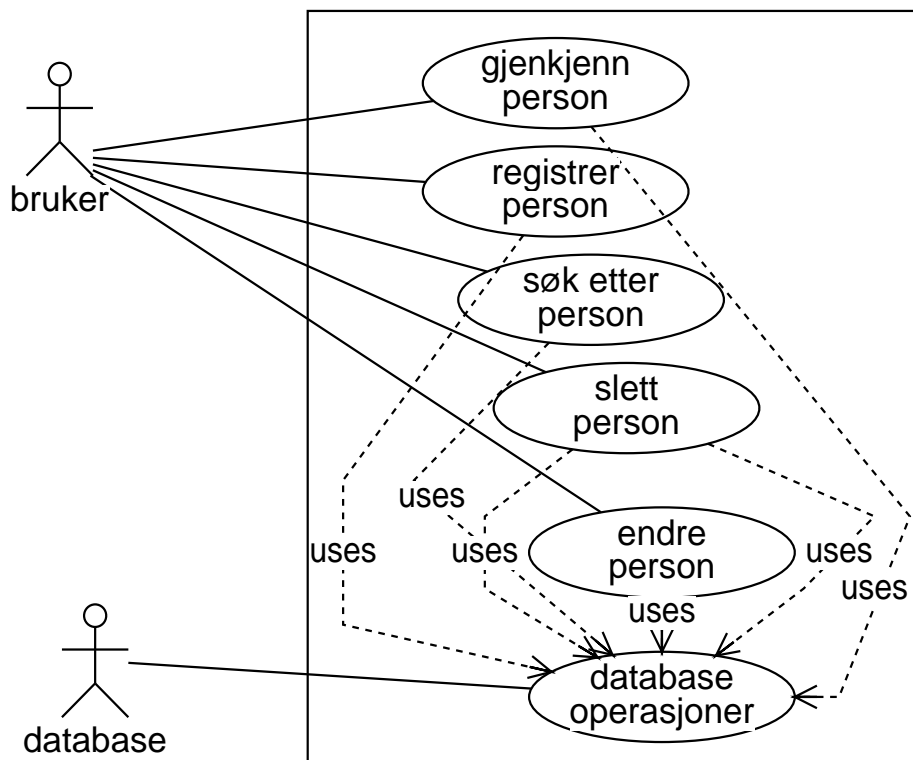 gjenkjenn
person
bruker
registrer
person
søk etter
person
slett
person
uses
endre
person
uses
uses
uses
uses
uses
database
database
operasjoner